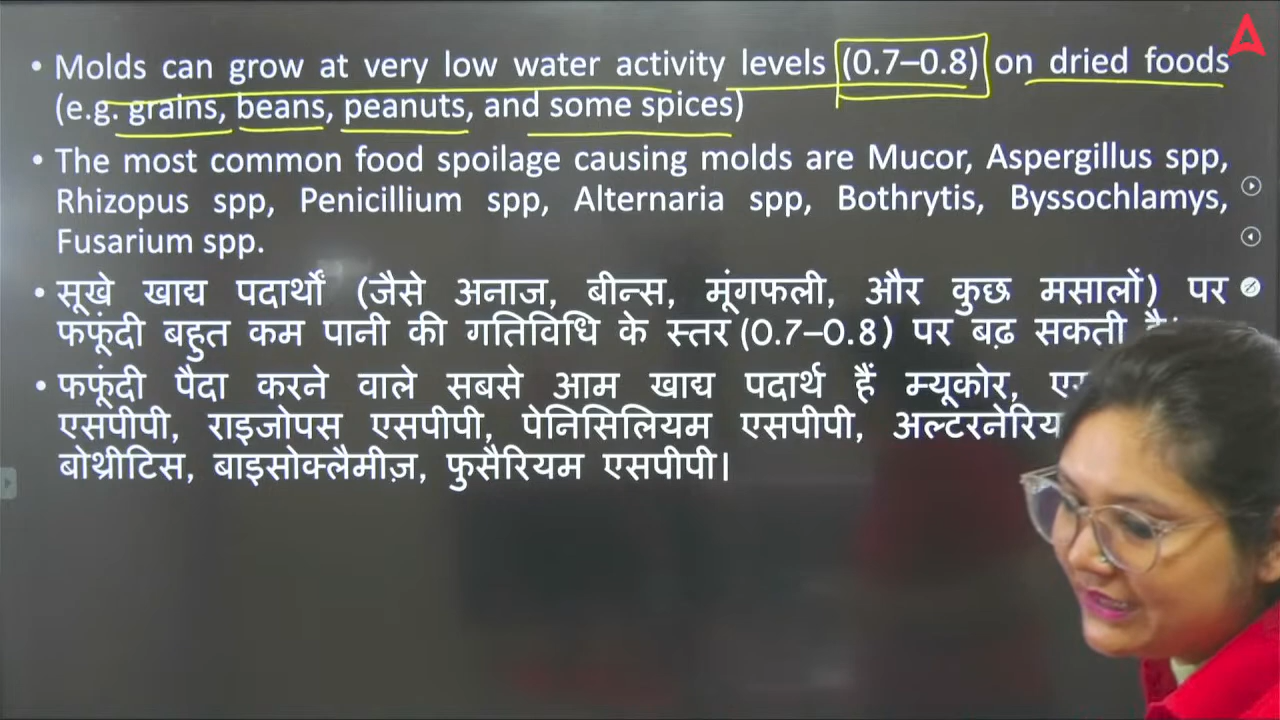 • Molds can grow at very low water activity levels (0.7–0.8) on dried foods
(e.g. grains, beans, peanuts, and some spices)
• The most common food spoilage causing molds are Mucor, Aspergillus spp,
Rhizopus spp, Penicillium spp, Alternaria spp, Bothrytis, Byssochlamys,
Fusarium spp.
• सूखे खाद्य पदार्थों (जैसे अनाज, बीन्स, मूंगफली, और कुछ मसालों) पर
फफूंदी बहुत कम पानी की गतिविधि के स्तर (0.7–0.8) पर बढ़ सकती
• फफूंदी पैदा करने वाले सबसे आम खाद्य पदार्थ हैं म्यूकोर,
एसपीपी, राइजोपस एसपीपी, पेनिसिलियम एसपीपी,
बोथ्रीटिस, बाइसोक्लैमीज़, फुसैरियम एसपीपी।